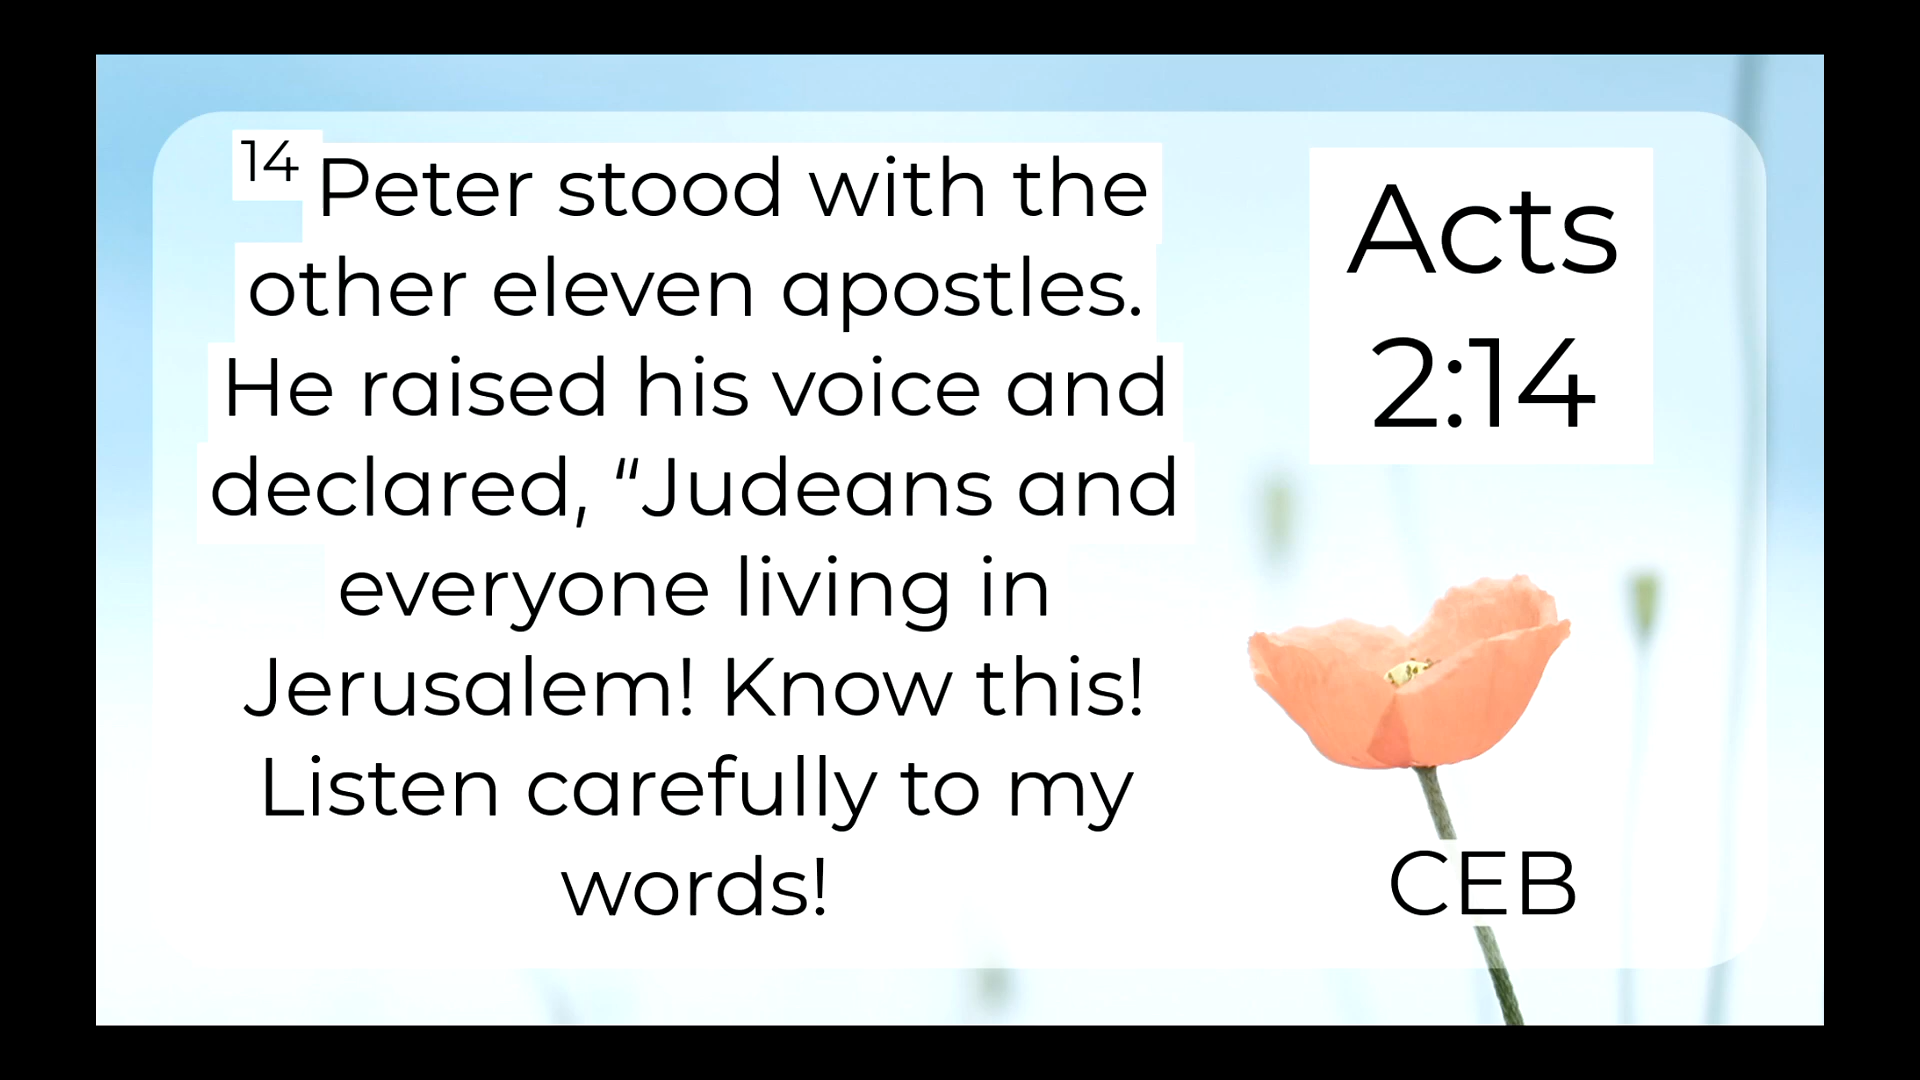 14 Peter stood with the
other eleven apostles.
He raised his voice and
declared, “Judeans and
everyone living in
Jerusalem! Know this!
Listen carefully to my
words!
Acts
2:14
CEB